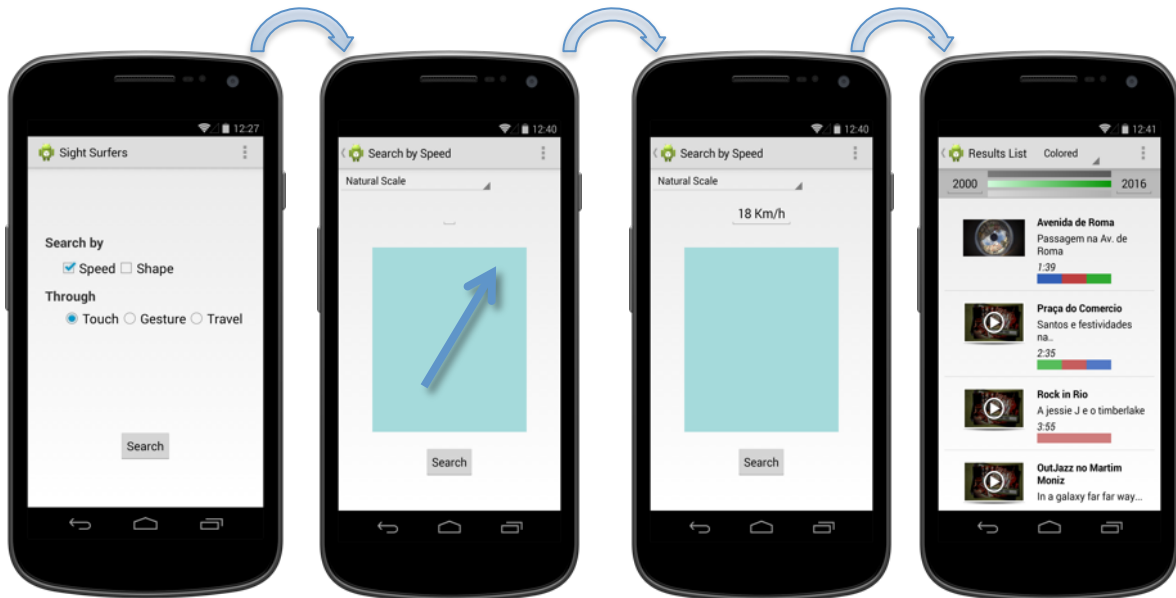 12:27
Sight Surfers
Search by
Speed Shape
Through
Touch Gesture Travel
Search
12:40
Search by Speed
Natural Scale
Search
12:40
Search by Speed
Natural Scale
18 Km/h
Search
12:41
Results List Colored
2000 2016
Avenida de Roma
Passagem na Av. de
Roma
1:39
Praça do Comercio
Santos e festividades
na..
2:35
Rock in Rio
A jessie J e o timberlake
3:55
OutJazz no Martim
Moniz
In a galaxy far far way...